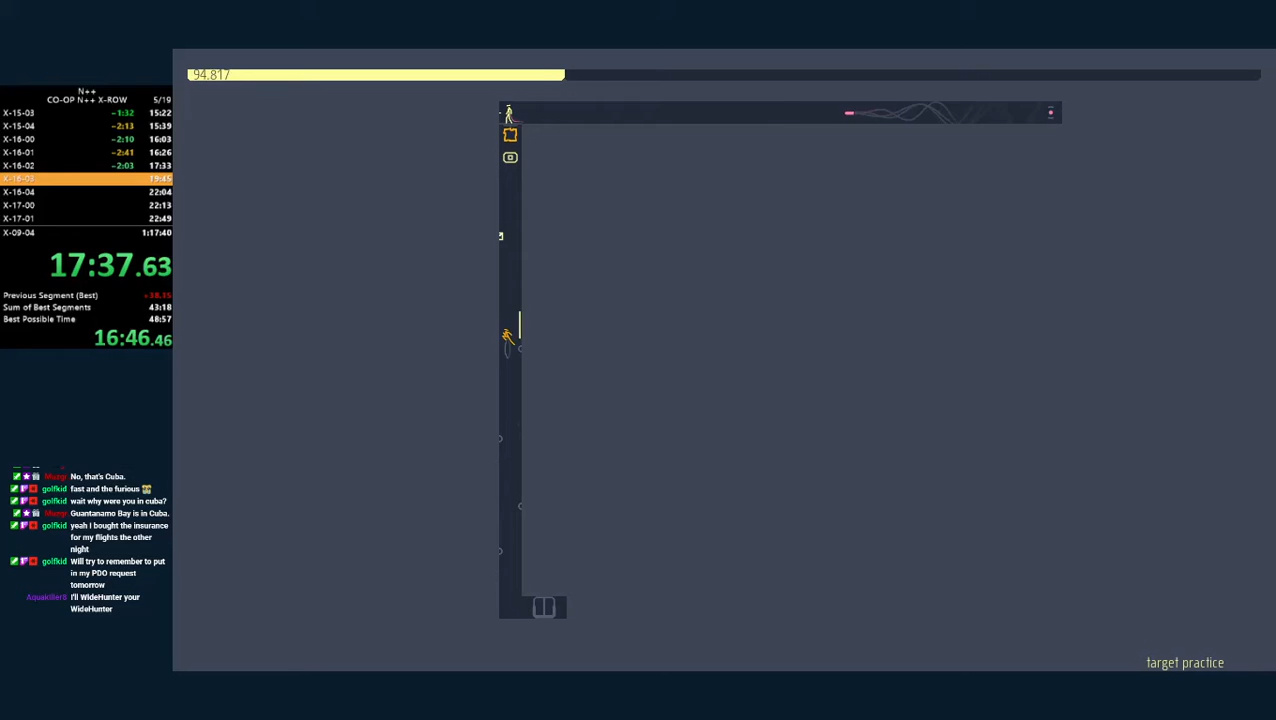 94.817
N++
CO-OP N++ X-ROW 5/19
X-15-03 -1:32 15:22
X-15-04 -2:13 15:39
X-16-00 -2:10 16:03
X-16-01 -2:41 16:26
X-16-02 -2:03 17:33
X-16-03 19:45
X-16-04 22:04
X-17-00 22:13
X-17-01 22:49
X-09-04 1:17:40
17:37.63
Previous Segment (Best) +38.15
Sum of Best Segments 43:18
Best Possible Time 48:57
16:46.46
No, that's Cuba.
golfkid fast and the furious
golfkid wait why were you in cuba?
Guantanamo Bay is in Cuba.
golfkid yeah I bought the insurance
for my flights the other
night
golfkid Will try to remember to put
in my PDO request
tomorrow
Aquakiller8 I'll WideHunter your
WideHunter
target practice